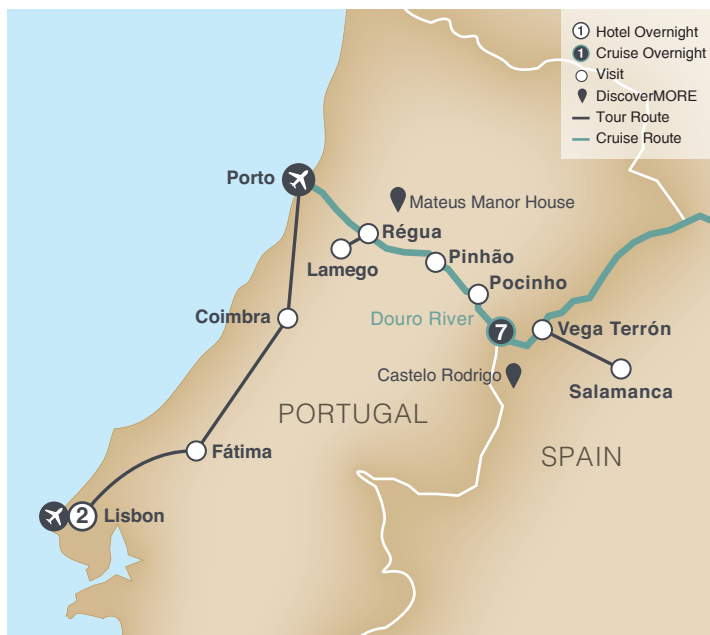 1 Hotel Overnight
1 Cruise Overnight
Visit
DiscoverMORE
Tour Route
Cruise Route
Porto
Mateus Manor House
Régua
Lamego
Pinhão
Pocinho
Coimbra
Douro River
7
Vega Terrón
Castelo Rodrigo
Salamanca
PORTUGAL
SPAIN
Fátima
2 Lisbon